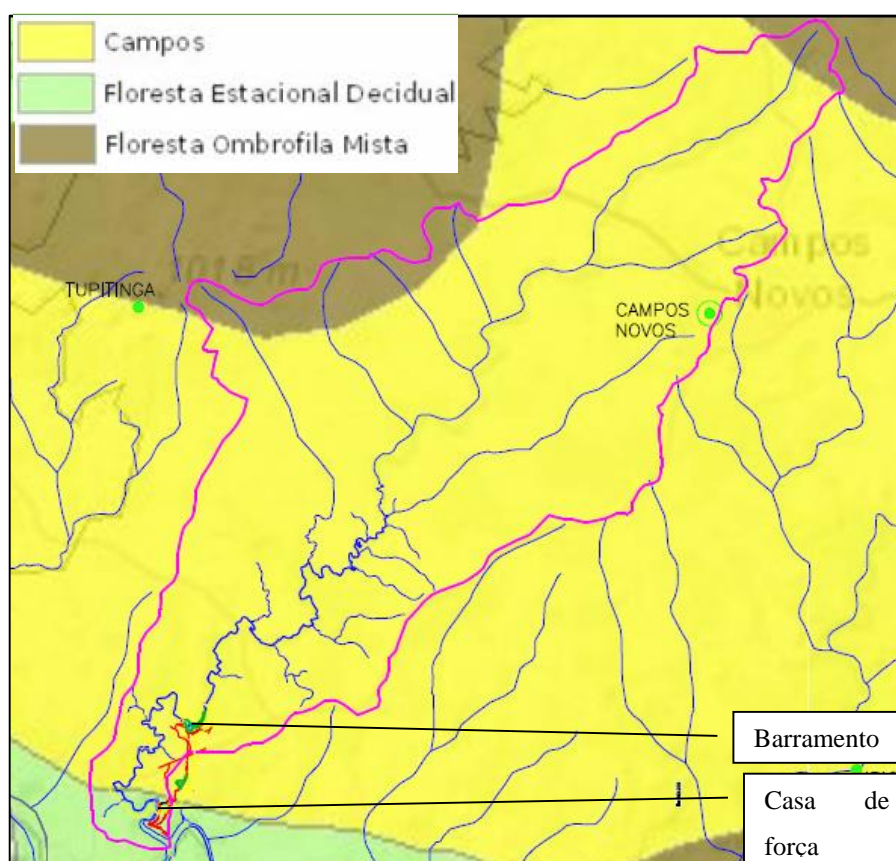 Campos
Floresta Estacional Decidual
Floresta Ombrofila Mista
Campos
Novos
TUPITINGA
CAMPOS
NOVOS
Barramento
Casa de
força